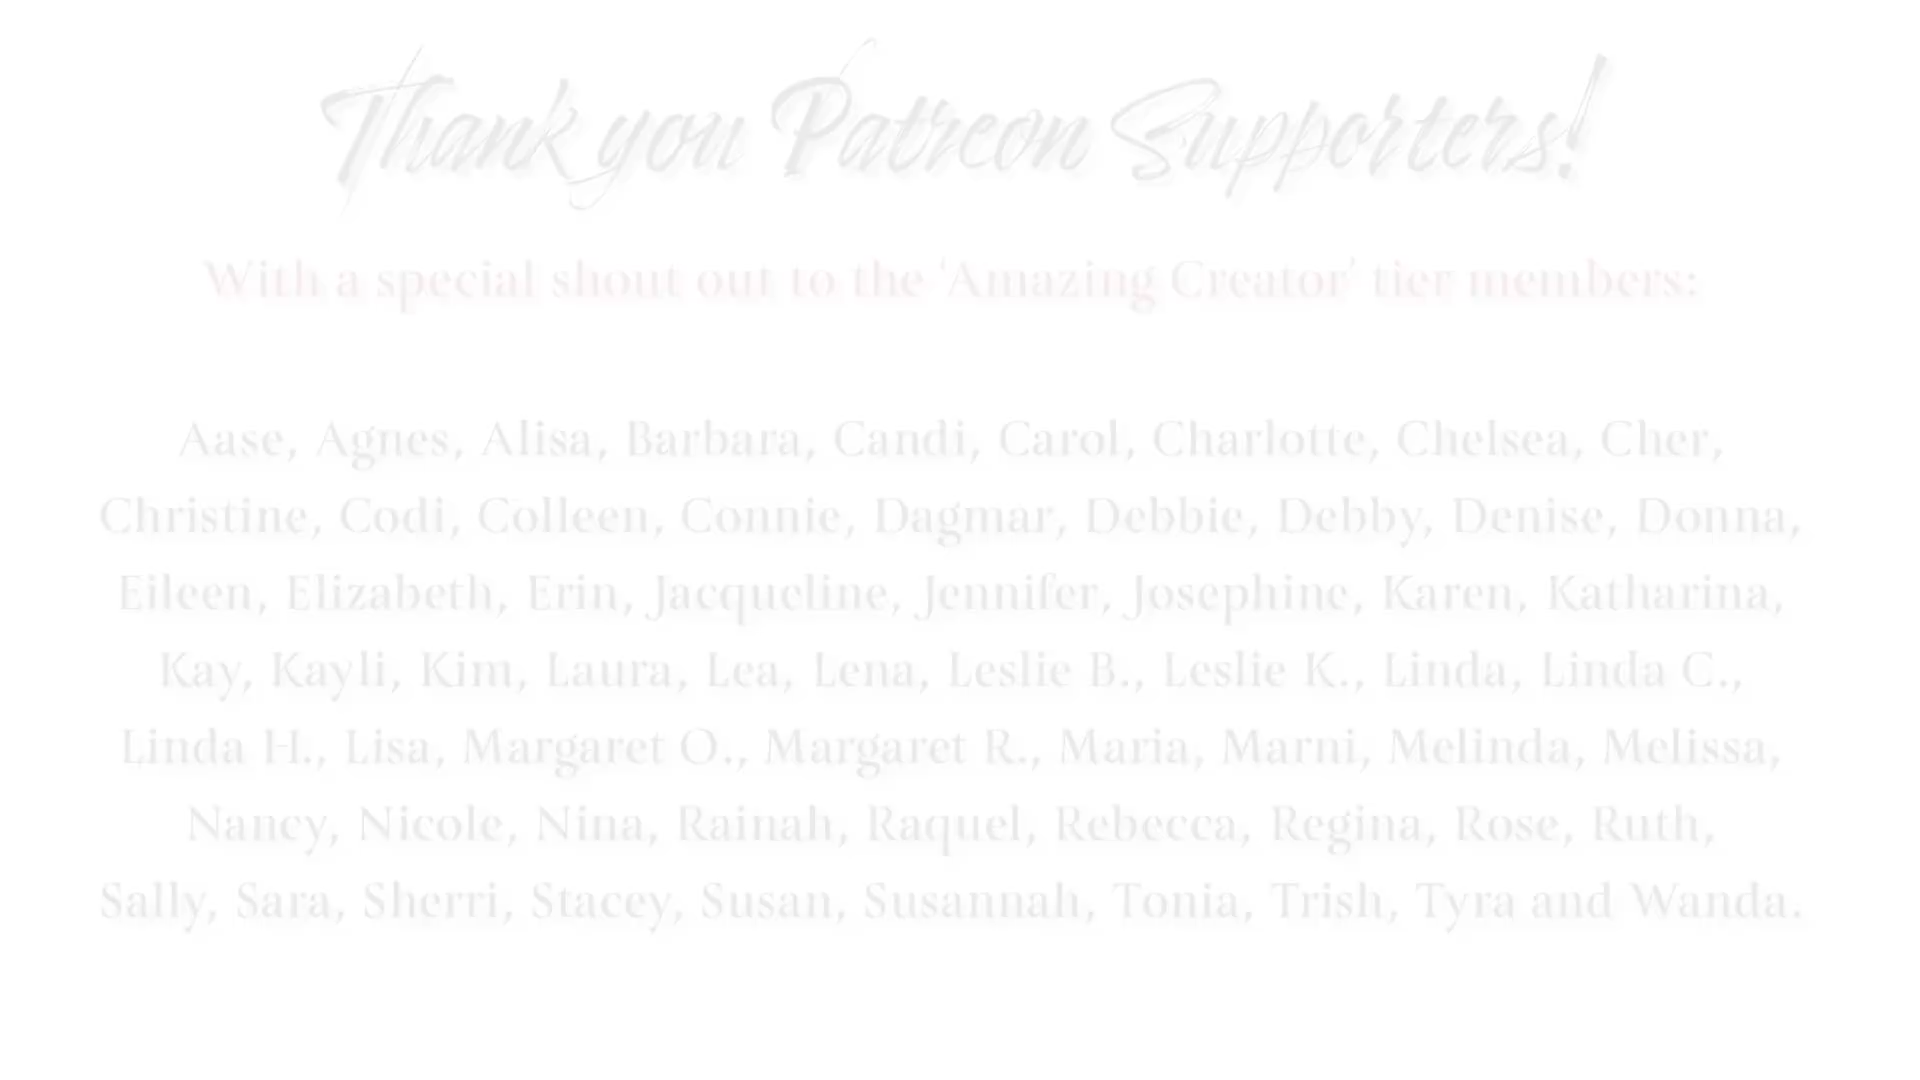 Thank you Patreon Supporters!
With a special shout out to the 'Amazing Creator' tier members:
Aase, Agnes, Alisa, Barbara, Candi, Carol, Charlotte, Chelsea, Cher,
Christine, Codi, Colleen, Connie, Dagmar, Debbie, Debby, Denise, Donna,
Eileen, Elizabeth, Erin, Jacqueline, Jennifer, Josephine, Karen, Katharina,
Kay, Kayli, Kim, Laura, Lea, Lena, Leslie B., Leslie K., Linda, Linda C.,
Linda H., Lisa, Margaret O., Margaret R., Maria, Marni, Melinda, Melissa,
Nancy, Nicole, Nina, Rainah, Raquel, Rebecca, Regina, Rose, Ruth,
Sally, Sara, Sherri, Stacey, Susan, Susannah, Tonia, Trish, Tyra and Wanda.